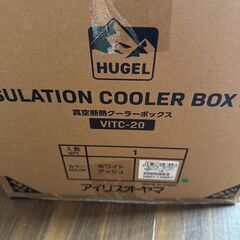 HUGEL
SULATION COOLER BOX
真空断熱クーラーボックス
VITC-20
入数
QTY.
1
カラー
COLOR
ホワイト
アッシュ
アイリスオーヤマ